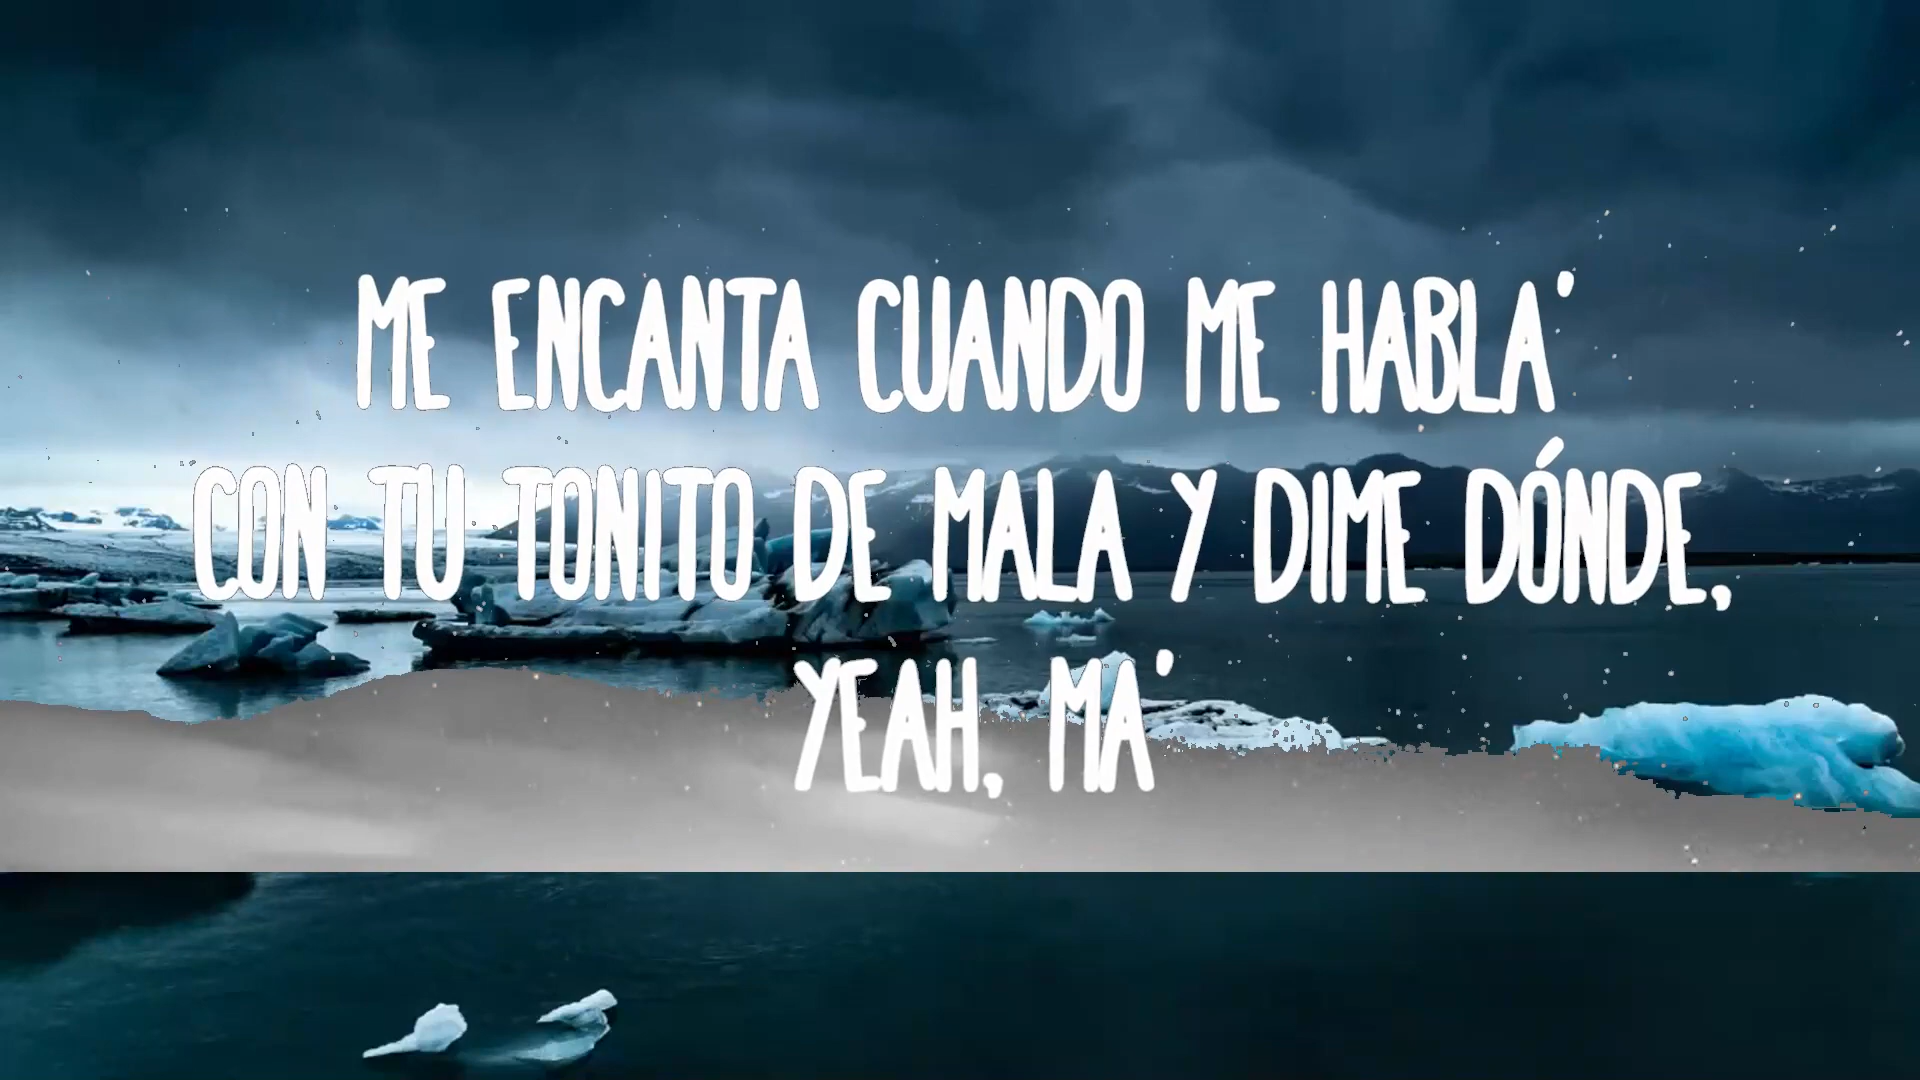 ME ENCANTA CUANDO ME HABLA'
CON TU TONITO DE MALA Y DIME DÓNDE,
YEAH, MA'